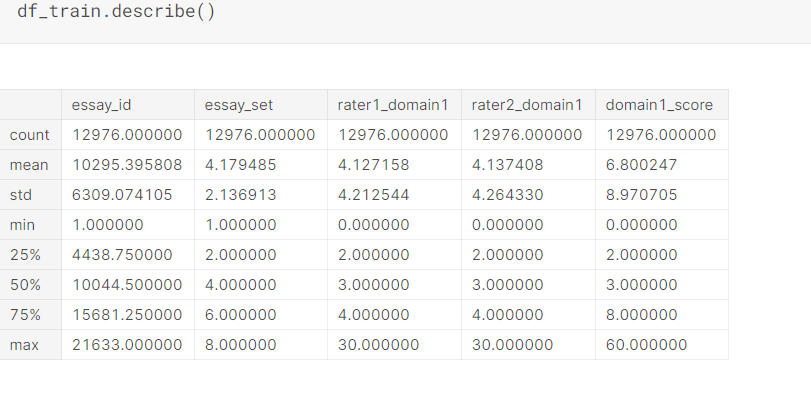 df_train.describe()
essay_id essay_set rater1_domain1 rater2_domain1 domain1_score
count 12976.000000 12976.000000 12976.000000 12976.000000 12976.000000
mean 10295.395808 4.179485 4.127158 4.137408 6.800247
std 6309.074105 2.136913 4.212544 4.264330 8.970705
min 1.000000 1.000000 0.000000 0.000000 0.000000
25% 4438.750000 2.000000 2.000000 2.000000 2.000000
50% 10044.500000 4.000000 3.000000 3.000000 3.000000
75% 15681.250000 6.000000 4.000000 4.000000 8.000000
max 21633.000000 8.000000 30.000000 30.000000 60.000000